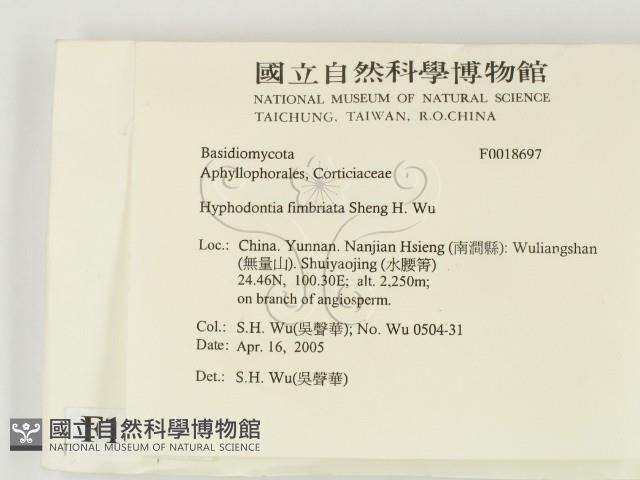 國立自然科學博物館
NATIONAL MUSEUM OF NATURAL SCIENCE
TAICHUNG, TAIWAN, R.O.CHINA
Basidiomycota F0018697
Aphyllophorales, Corticiaceae
Hyphodontia fimbriata Sheng H. Wu
Loc.: China. Yunnan. Nanjian Hsieng (南澗縣): Wuliangshan
(無量山). Shuiyaojing (水腰箐)
24.46N, 100.30E; alt. 2,250m;
on branch of angiosperm.
Col.: S.H. Wu(吳聲華); No. Wu 0504-31
Date: Apr. 16, 2005
Det.: S.H. Wu(吳聲華)
國立自然科學博物館
NATIONAL MUSEUM OF NATURAL SCIENCE